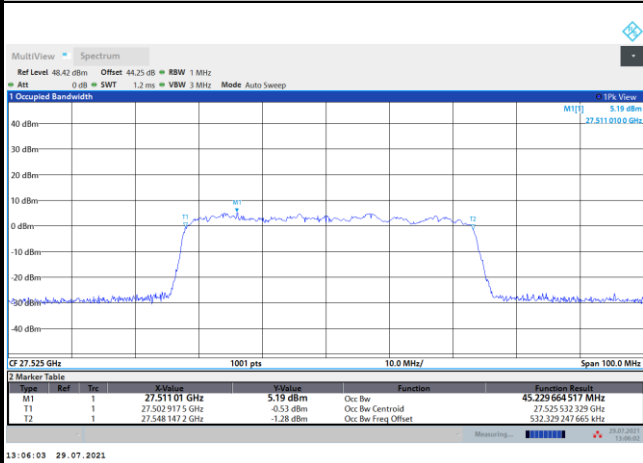 MultiView Spectrum
Ref Level 48.42 dBm Offset 44.25 dB RBW 1 MHz
Att 0 dB SWT 1.2 ms VBW 3 MHz Mode Auto Sweep
1 Occupied Bandwidth 1Pk View
M1[1] 5.19 dBm
27.511 010 0 GHz
40 dBm
30 dBm
20 dBm
10 dBm
M1
T1
T2
0 dBm
-10 dBm
-20 dBm
-30 dBm
-40 dBm
CF 27.525 GHz 1001 pts 10.0 MHz/ Span 100.0 MHz
2 Marker Table
Type Ref Trc X-Value Y-Value Function Function Result
M1 1 27.511 01 GHz 5.19 dBm Occ Bw 45.229 664 517 MHz
T1 1 27.502 917 5 GHz -0.53 dBm Occ Bw Centroid 27.525 532 329 GHz
T2 1 27.548 147 2 GHz -1.28 dBm Occ Bw Freq Offset 532.329 247 665 kHz
Measuring... 29.07.2021
13:06:02
13:06:03 29.07.2021